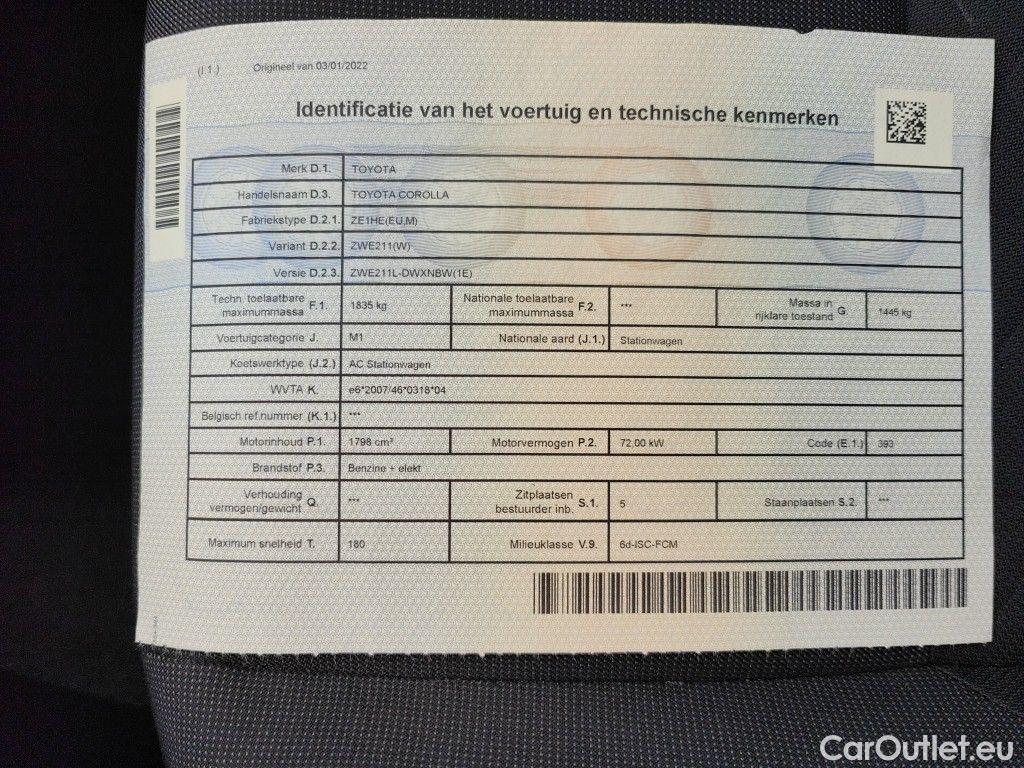 (I.1.) Origineel van 03/01/2022
Identificatie van het voertuig en technische kenmerken
Merk D.1. TOYOTA
Handelsnaam D.3. TOYOTA COROLLA
Fabriekstype D.2.1. ZE1HE(EU,M)
Variant D.2.2. ZWE211(W)
Versie D.2.3. ZWE211L-DWXNBW(1E)
Techn. toelaatbare maximummassa F.1. 1835 kg Nationale toelaatbare maximummassa F.2. *** Massa in rijklare toestand G. 1445 kg
Voertuigcategorie J. M1 Nationale aard (J.1.) Stationwagen
Koetswerktype (J.2.) AC Stationwagen
WVTA K. e6*2007/46*0318*04
Belgisch ref.nummer (K.1.) ***
Motorinhoud P.1. 1798 cm³ Motorvermogen P.2. 72,00 kW Code (E.1.) 393
Brandstof P.3. Benzine + elekt
Verhouding vermogen/gewicht Q. *** Zitplaatsen bestuurder inb. S.1. 5 Staanplaatsen S.2. ***
Maximum snelheid T. 180 Milieuklasse V.9. 6d-ISC-FCM
CarOutlet.eu